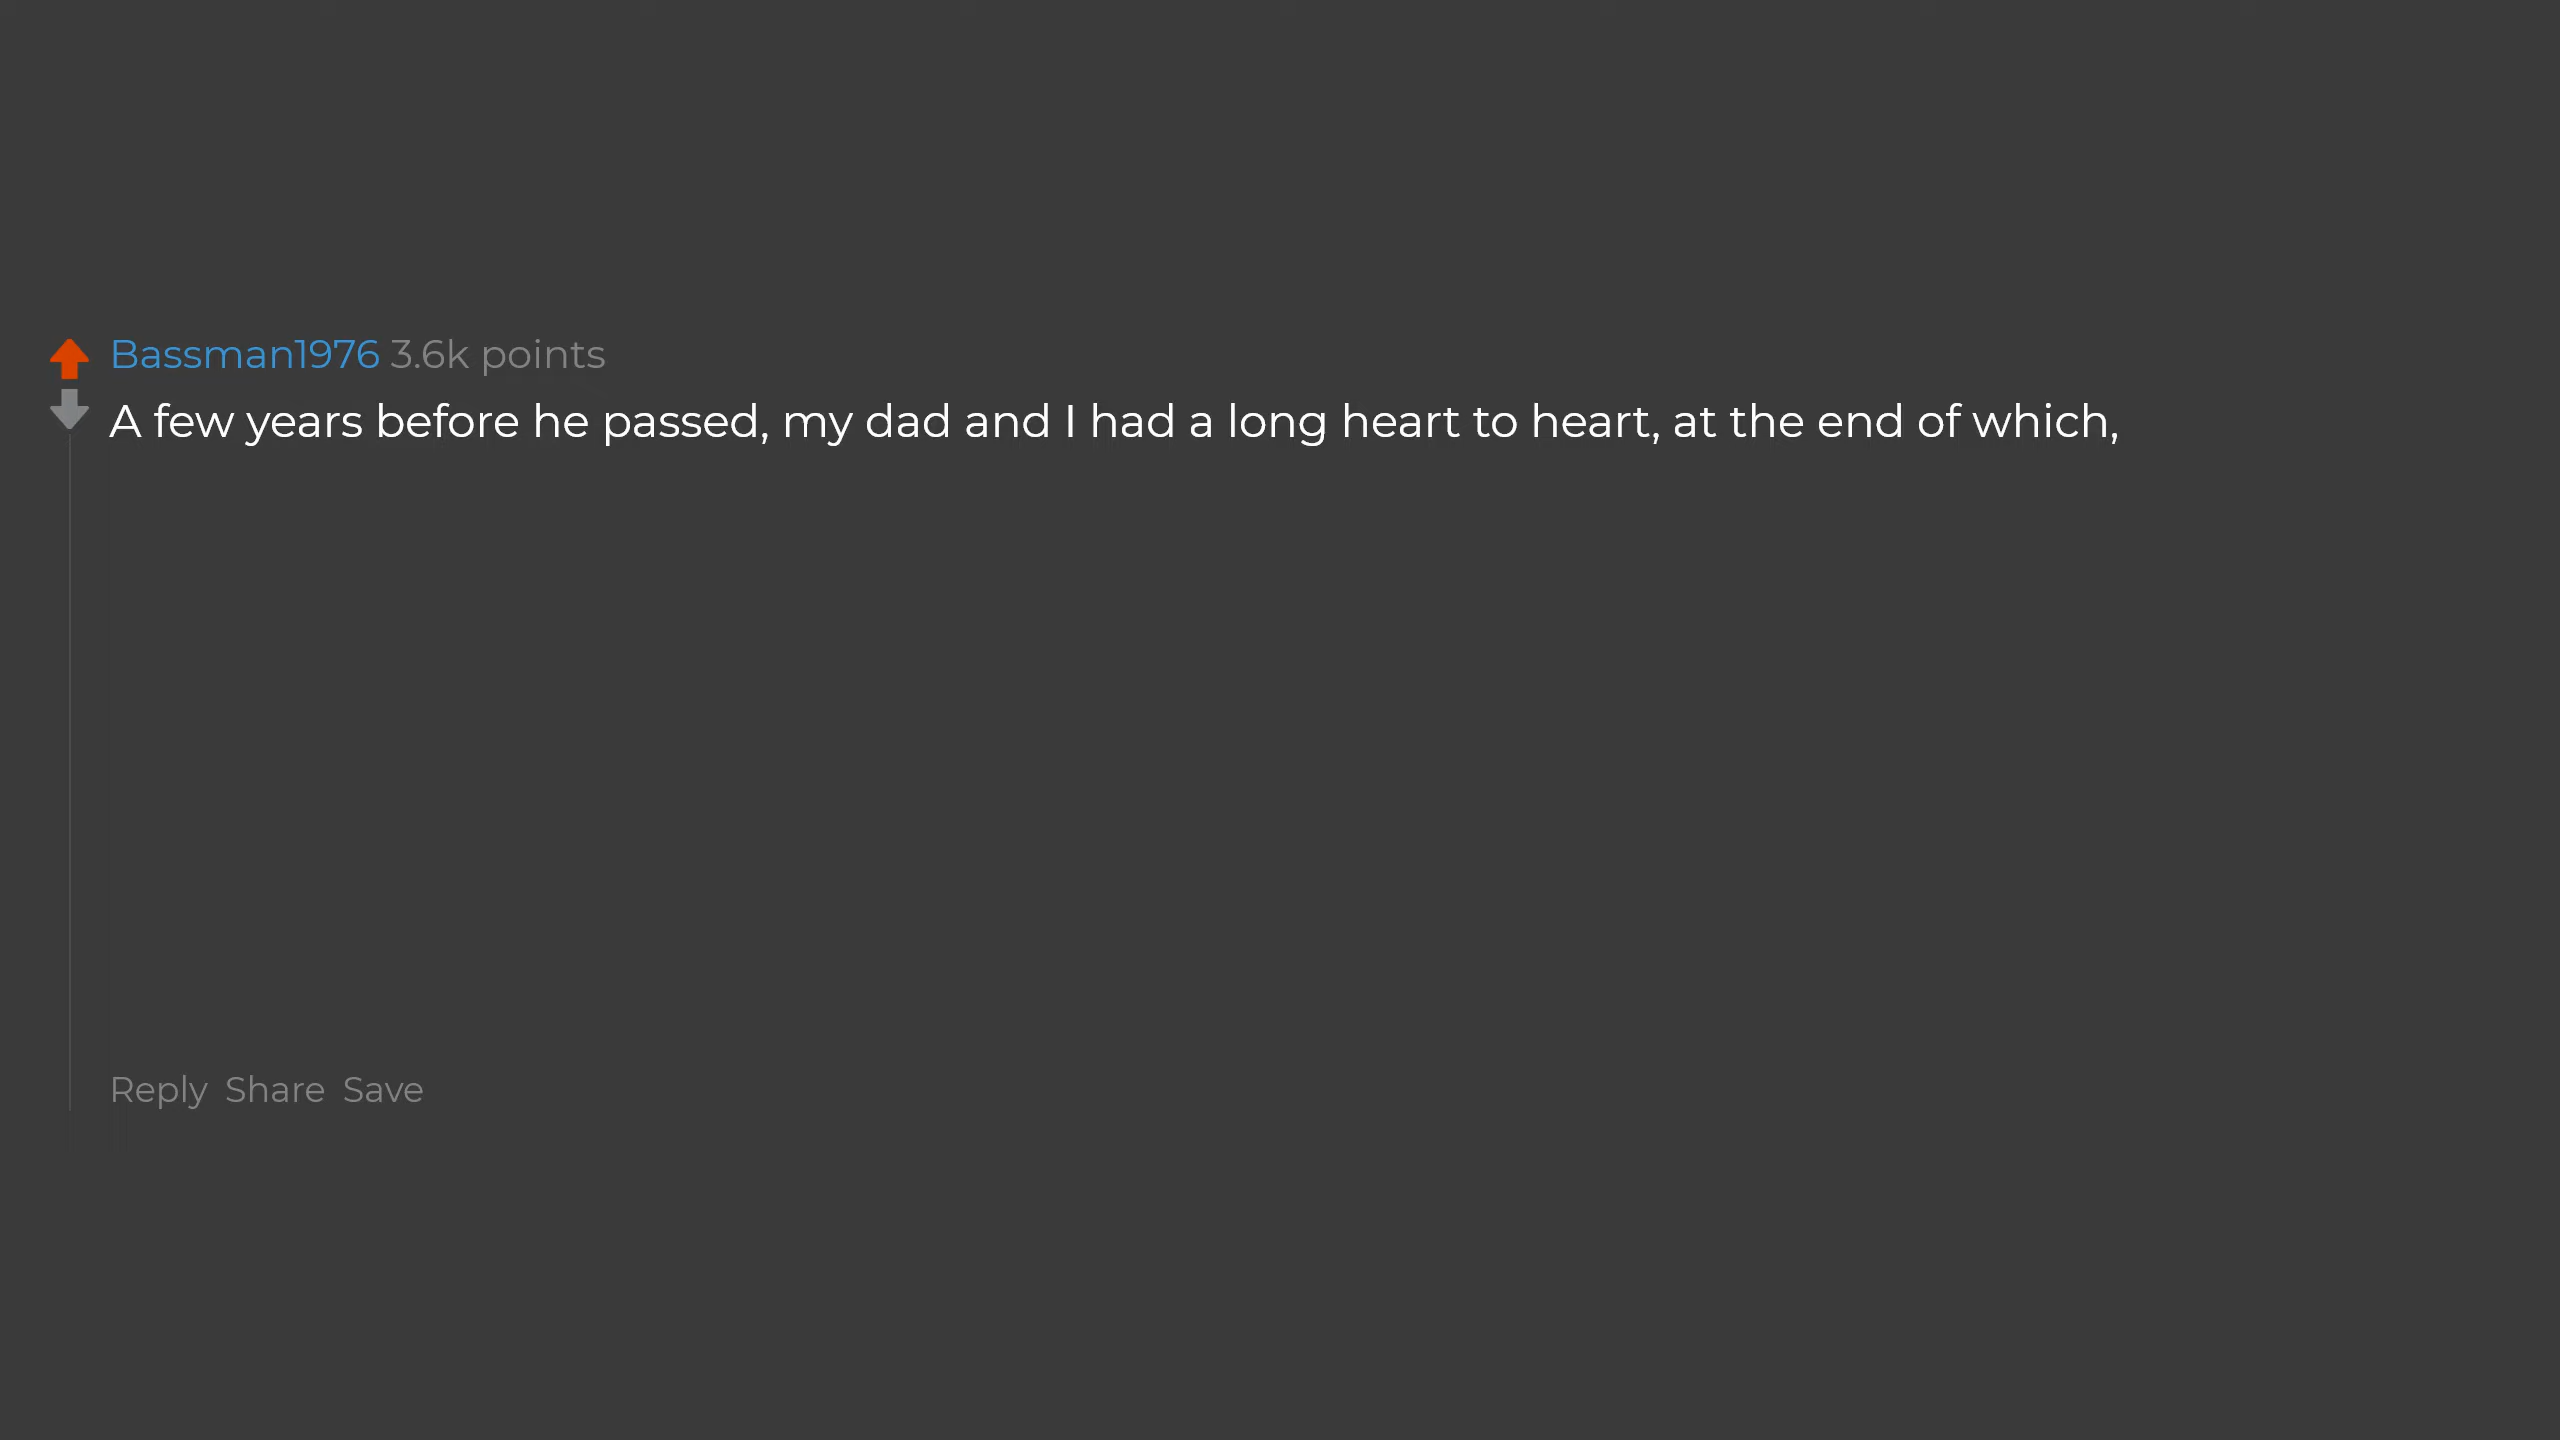 Bassman1976 3.6k points
A few years before he passed, my dad and I had a long heart to heart, at the end of which,
Reply Share Save